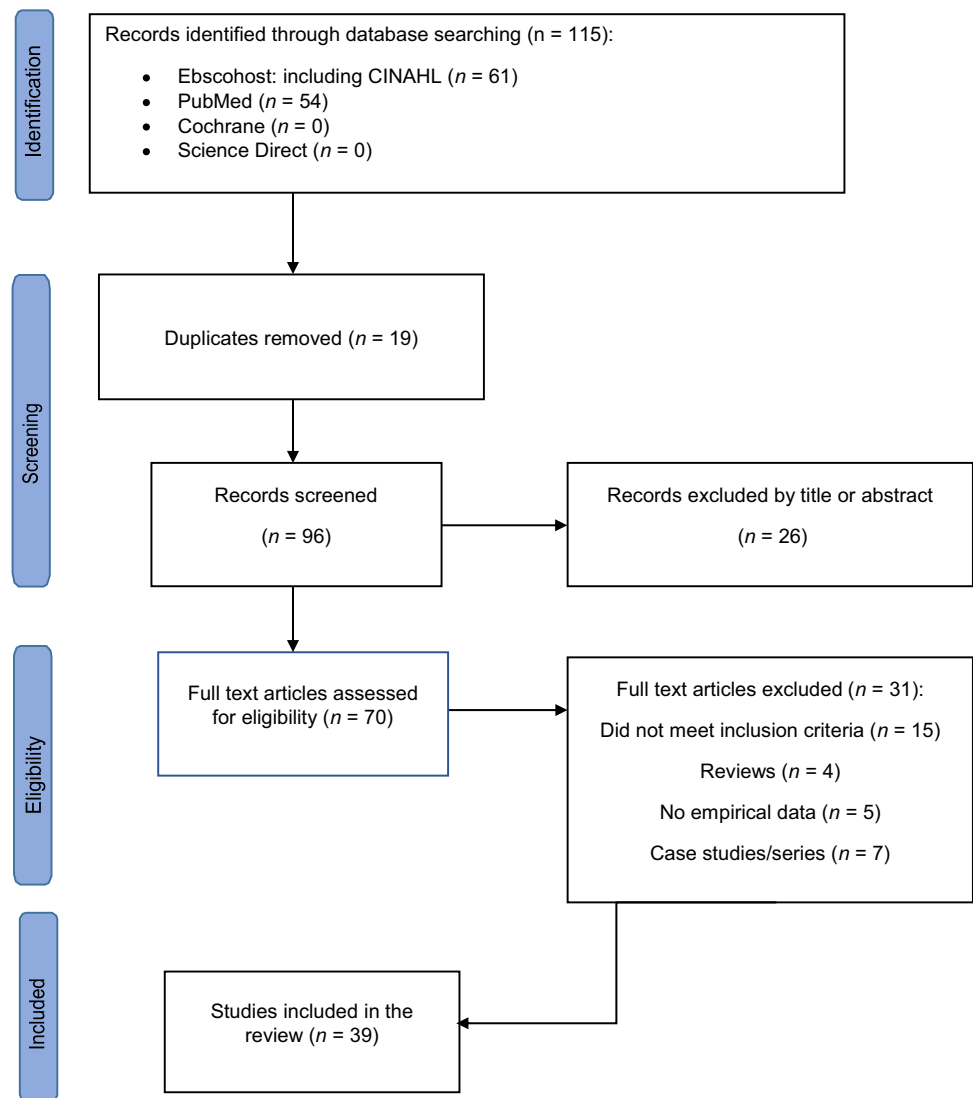 Identification
Records identified through database searching (n = 115):
• Ebscohost: including CINAHL (n = 61)
• PubMed (n = 54)
• Cochrane (n = 0)
• Science Direct (n = 0)
Screening
Duplicates removed (n = 19)
Records screened
(n = 96)
Records excluded by title or abstract
(n = 26)
Eligibility
Full text articles assessed
for eligibility (n = 70)
Full text articles excluded (n = 31):
Did not meet inclusion criteria (n = 15)
Reviews (n = 4)
No empirical data (n = 5)
Case studies/series (n = 7)
Included
Studies included in the
review (n = 39)